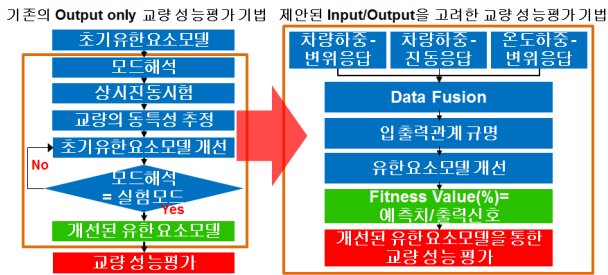 기존의 Output only 교량 성능평가 기법
초기유한요소모델
모드해석
상시진동시험
교량의 동특성 추정
초기유한요소모델 개선
No
모드해석
= 실험모드
Yes
개선된 유한요소모델
교량 성능평가
제안된 Input/Output을 고려한 교량 성능평가 기법
차량하중-
변위응답
차량하중-
진동응답
온도하중-
변위응답
Data Fusion
입출력관계 규명
유한요소모델 개선
Fitness Value(%)=
예측치/출력신호
개선된 유한요소모델을 통한
교량 성능 평가